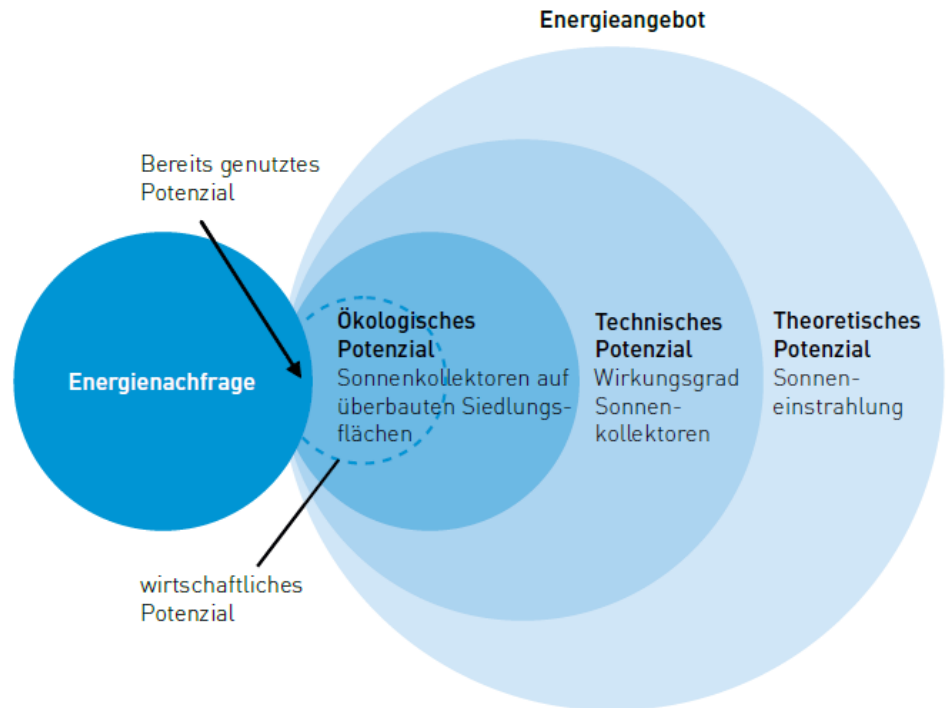 Energieangebot
Bereits genutztes
Potenzial
Energienachfrage
Ökologisches
Potenzial
Sonnenkollektoren auf
überbauten Siedlungs-
flächen
Technisches
Potenzial
Wirkungsgrad
Sonnen-
kollektoren
Theoretisches
Potenzial
Sonnen-
einstrahlung
wirtschaftliches
Potenzial